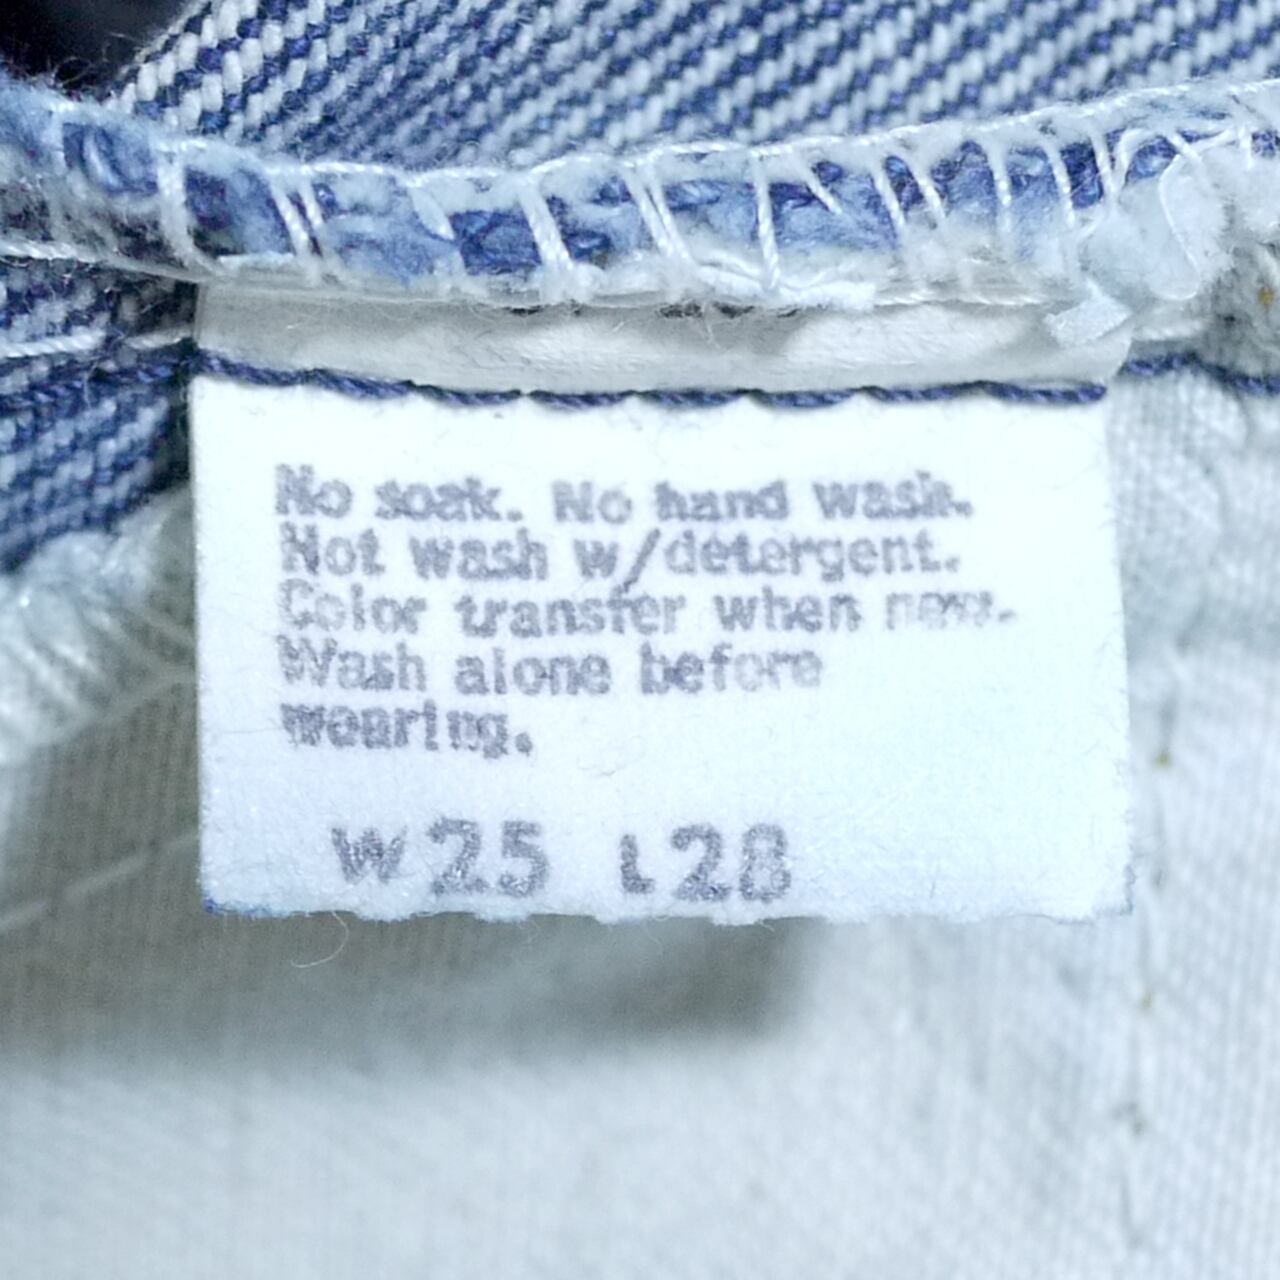 No soak. No hand wash.
Not wash w/detergent.
Color transfer when new.
Wash alone before
wearing.
W25 L28